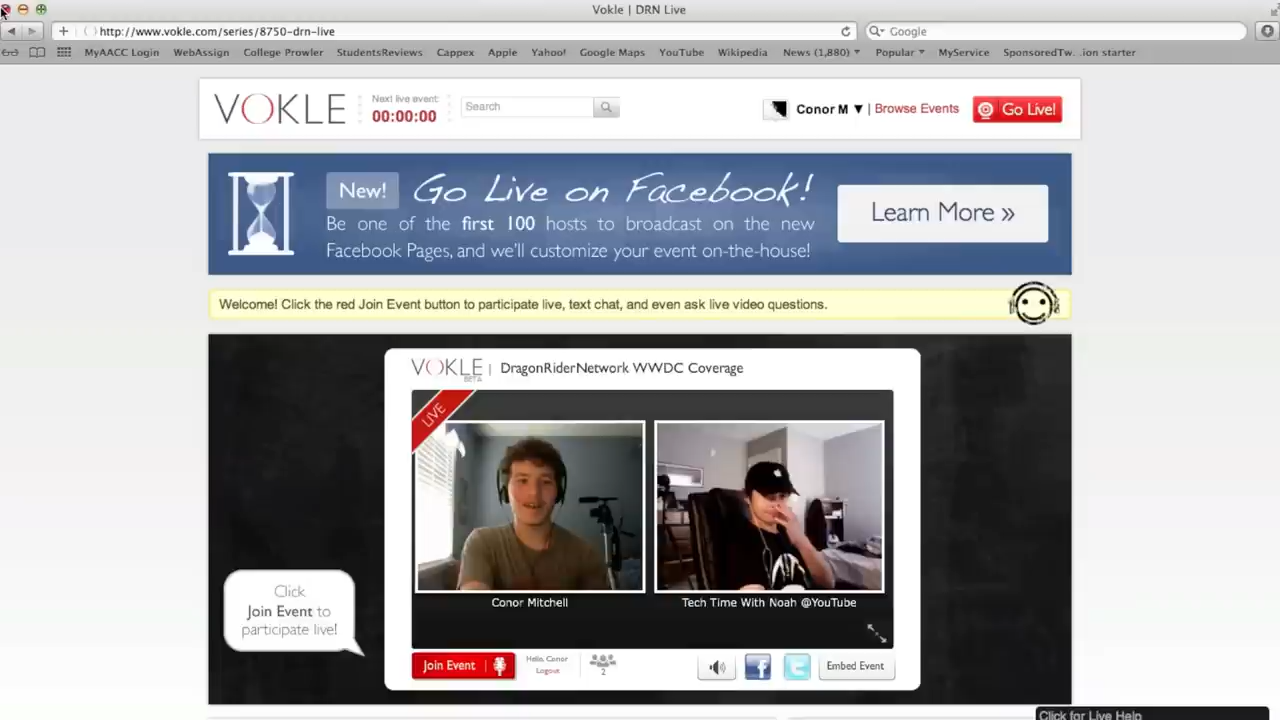 Vokle | DRN Live
http://www.vokle.com/series/8750-drn-live
Google
MyAACC Login WebAssign College Prowler StudentsReviews Cappex Apple Yahoo! Google Maps YouTube Wikipedia News (1,880) Popular MyService SponsoredTw...ion starter
VOKLE
Next live event:
00:00:00
Search
Conor M ▼ | Browse Events
Go Live!
New! Go Live on Facebook!
Be one of the first 100 hosts to broadcast on the new
Facebook Pages, and we'll customize your event on-the-house!
Learn More »
Welcome! Click the red Join Event button to participate live, text chat, and even ask live video questions.
VOKLE BETA | DragonRiderNetwork WWDC Coverage
LIVE
Conor Mitchell
Tech Time With Noah @YouTube
Click
Join Event to
participate live!
Join Event
Hello, Conor
Logout
2
Embed Event
Click for Live Help